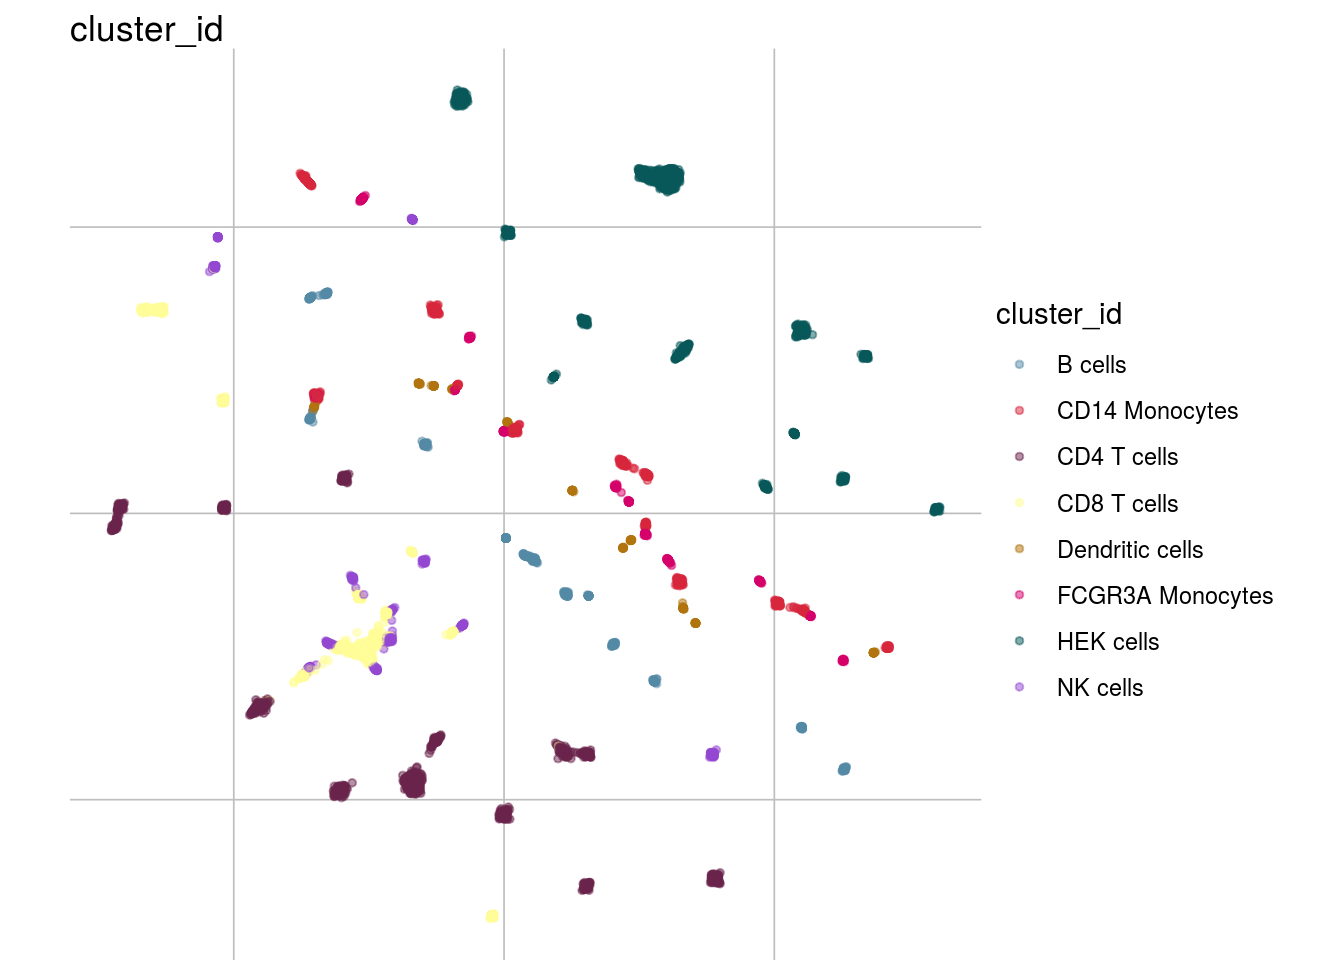 cluster_id
cluster_id
B cells
CD14 Monocytes
CD4 T cells
CD8 T cells
Dendritic cells
FCGR3A Monocytes
HEK cells
NK cells